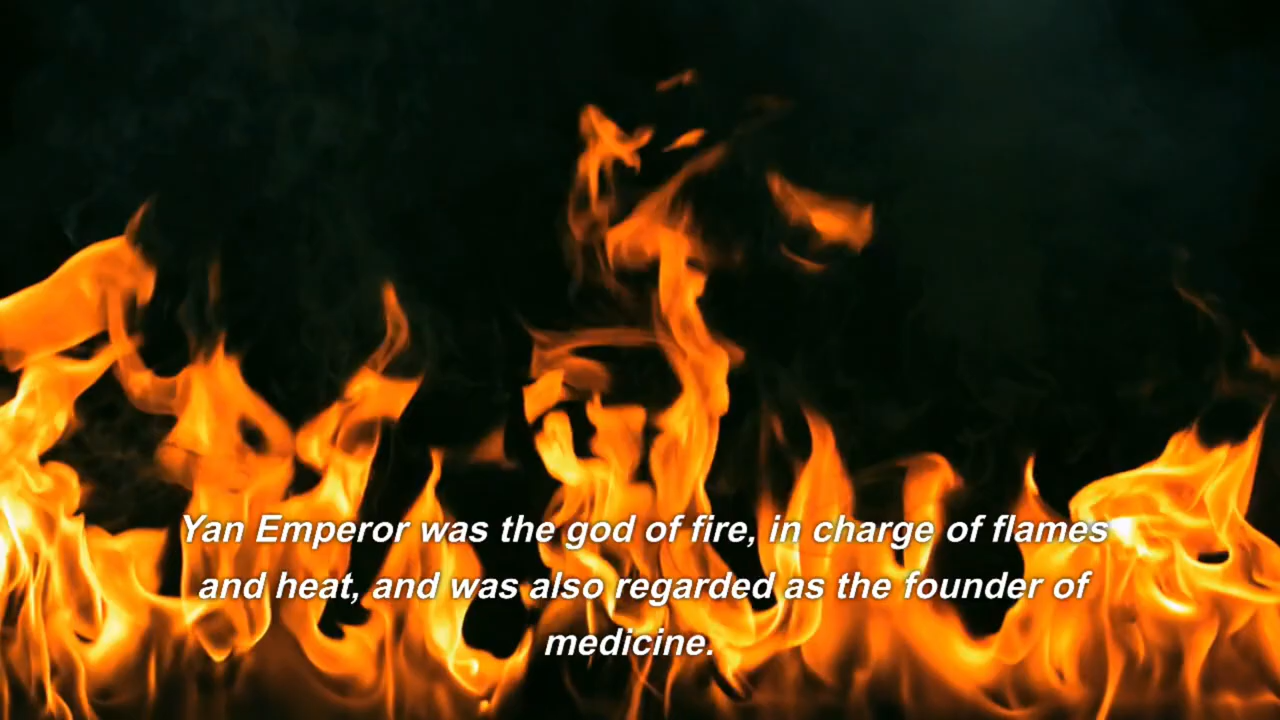 Yan Emperor was the god of fire, in charge of flames
and heat, and was also regarded as the founder of
medicine.